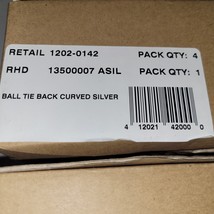 RETAIL 1202-0142 PACK QTY: 4
RHD 13500007 ASIL PACK QTY: 1
BALL TIE BACK CURVED SILVER
4 12021 42000 0